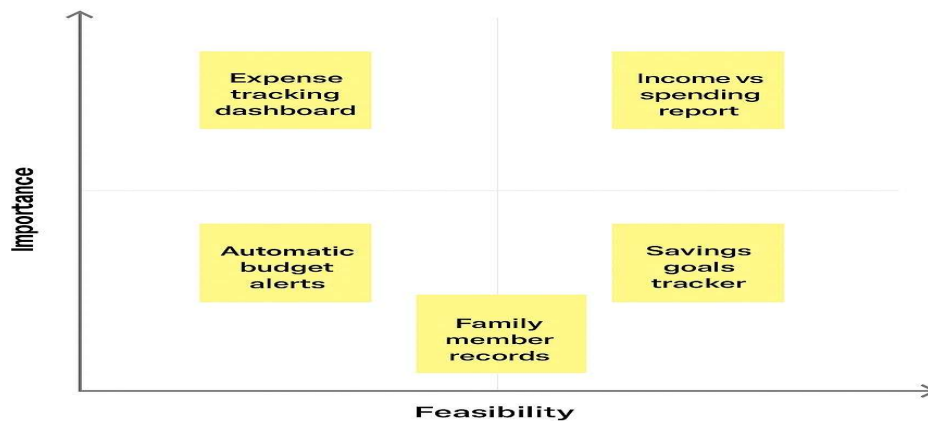 Importance
Expense
tracking
dashboard
Income vs
spending
report
Automatic
budget
alerts
Savings
goals
tracker
Family
member
records
Feasibility